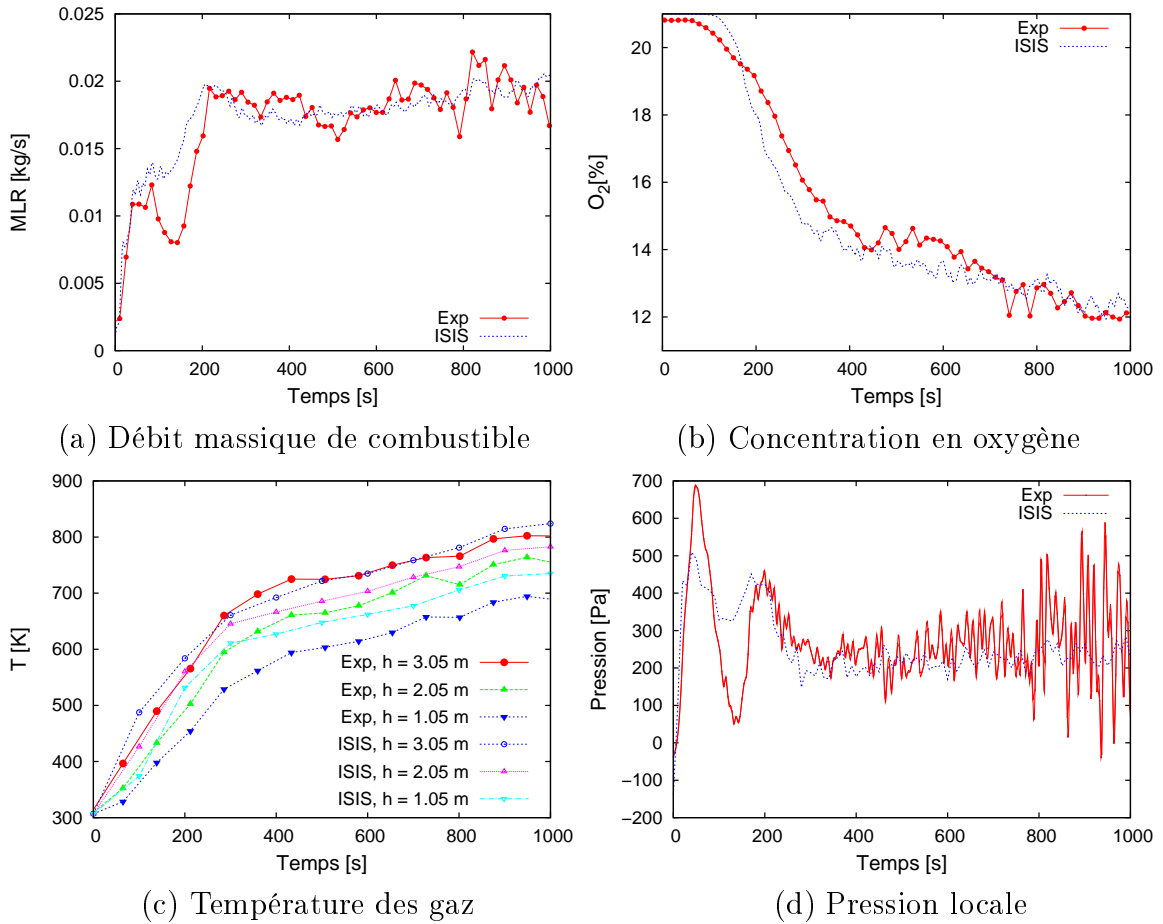 0.025
0.02
0.015
0.01
0.005
0
MLR [kg/s]
Exp
ISIS
0 200 400 600 800 1000
Temps [s]
(a) Débit massique de combustible
20
18
16
14
12
O2[%]
Exp
ISIS
0 200 400 600 800 1000
Temps [s]
(b) Concentration en oxygène
900
800
700
600
500
400
300
T [K]
Exp, h = 3.05 m
Exp, h = 2.05 m
Exp, h = 1.05 m
ISIS, h = 3.05 m
ISIS, h = 2.05 m
ISIS, h = 1.05 m
0 200 400 600 800 1000
Temps [s]
(c) Température des gaz
700
600
500
400
300
200
100
0
−100
−200
Pression [Pa]
Exp
ISIS
0 200 400 600 800 1000
Temps [s]
(d) Pression locale